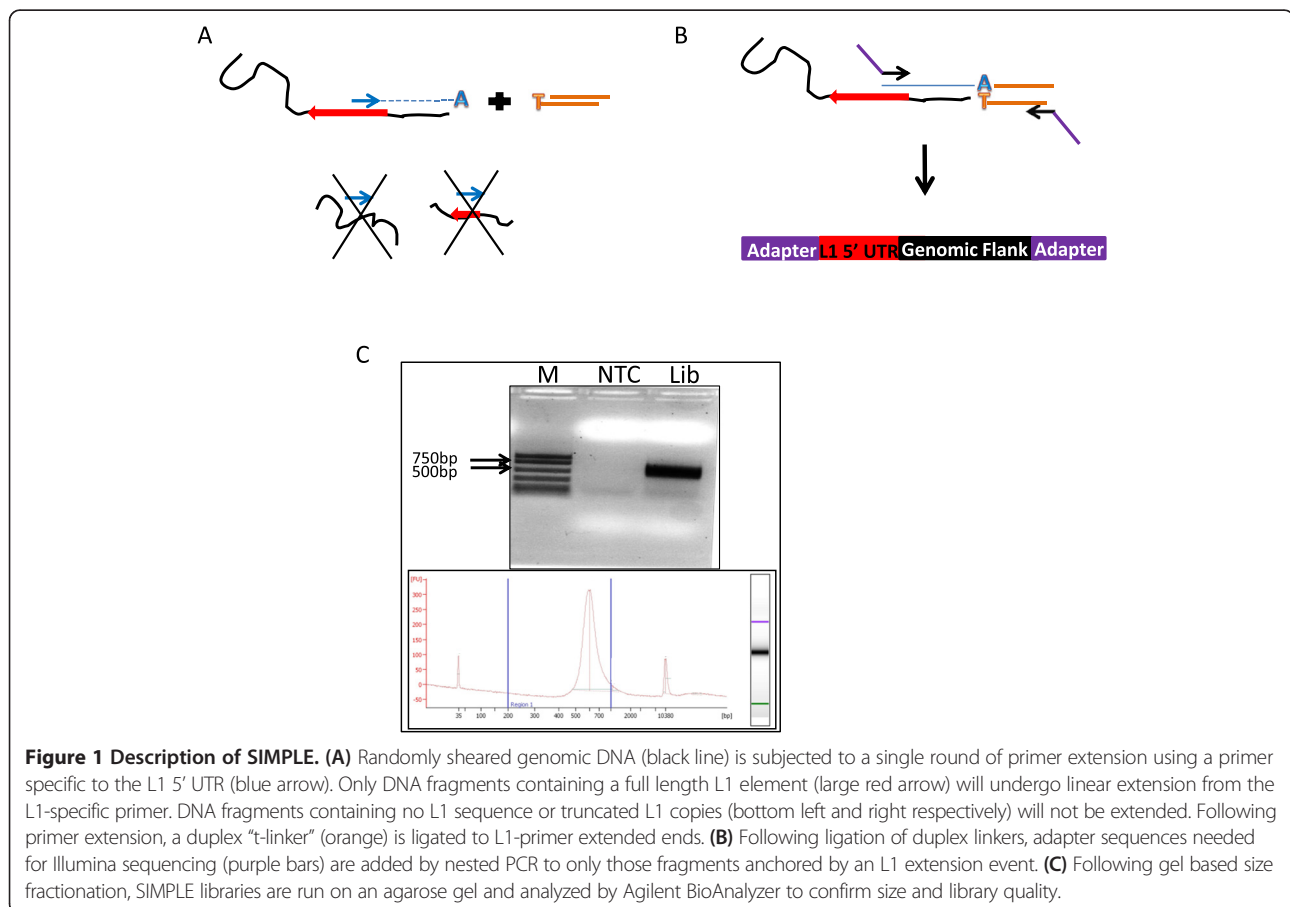 A
B
A
+
T
A
T
Adapter L1 5’ UTR Genomic Flank Adapter
C
M NTC Lib
750bp
500bp
[FU]
300
250
200
150
100
50
0
-50
Region 1
35 100 200 300 400 500 700 2000 10380 [bp]
Figure 1 Description of SIMPLE. (A) Randomly sheared genomic DNA (black line) is subjected to a single round of primer extension using a primer
specific to the L1 5’ UTR (blue arrow). Only DNA fragments containing a full length L1 element (large red arrow) will undergo linear extension from the
L1-specific primer. DNA fragments containing no L1 sequence or truncated L1 copies (bottom left and right respectively) will not be extended. Following
primer extension, a duplex “t-linker” (orange) is ligated to L1-primer extended ends. (B) Following ligation of duplex linkers, adapter sequences needed
for Illumina sequencing (purple bars) are added by nested PCR to only those fragments anchored by an L1 extension event. (C) Following gel based size
fractionation, SIMPLE libraries are run on an agarose gel and analyzed by Agilent BioAnalyzer to confirm size and library quality.